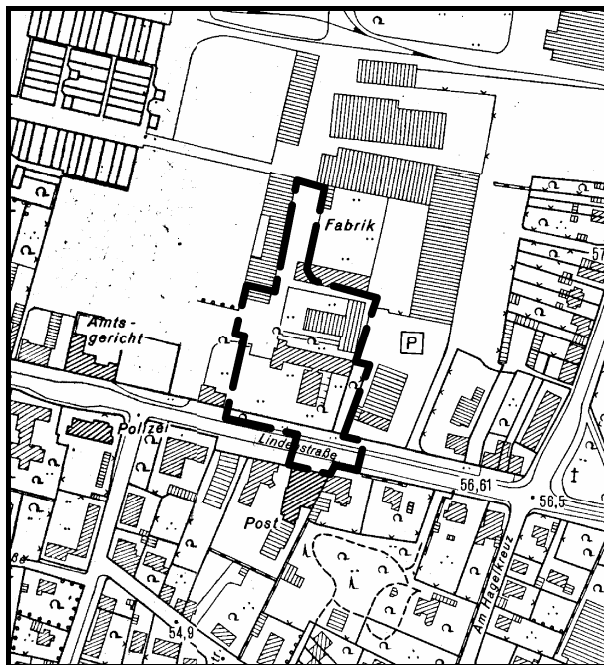 Fabrik
Amts-
gericht
P
Polizei
Lindenstraße
56,61
56,5
Post
Am Hagelkreuz
54,9